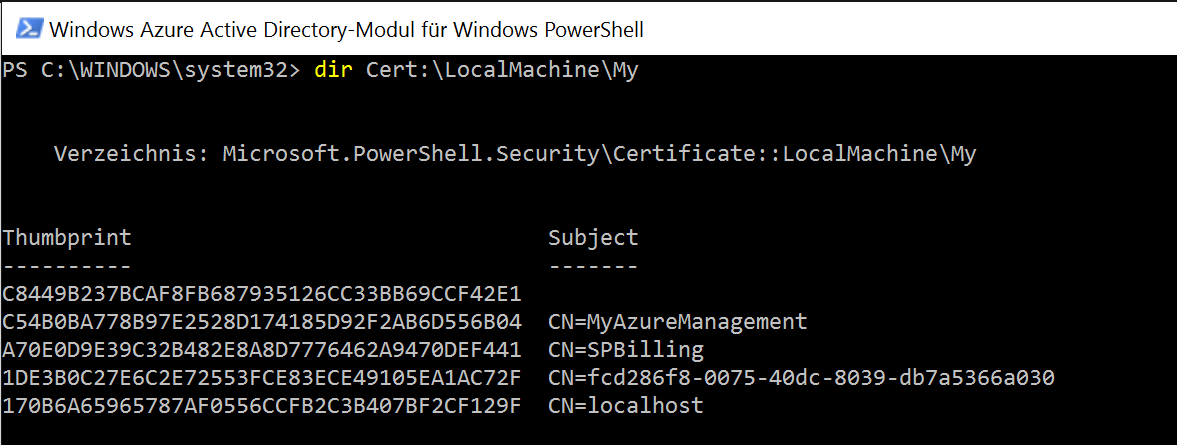 Windows Azure Active Directory-Modul für Windows PowerShell
PS C:\WINDOWS\system32> dir Cert:\LocalMachine\My
Verzeichnis: Microsoft.PowerShell.Security\Certificate::LocalMachine\My
Thumbprint Subject
---------- -------
C8449B237BCAF8FB687935126CC33BB69CCF42E1
C54B0BA778B97E2528D174185D92F2AB6D556B04 CN=MyAzureManagement
A70E0D9E39C32B482E8A8D7776462A9470DEF441 CN=SPBilling
1DE3B0C27E6C2E72553FCE83ECE49105EA1AC72F CN=fcd286f8-0075-40dc-8039-db7a5366a030
170B6A65965787AF0556CCFB2C3B407BF2CF129F CN=localhost